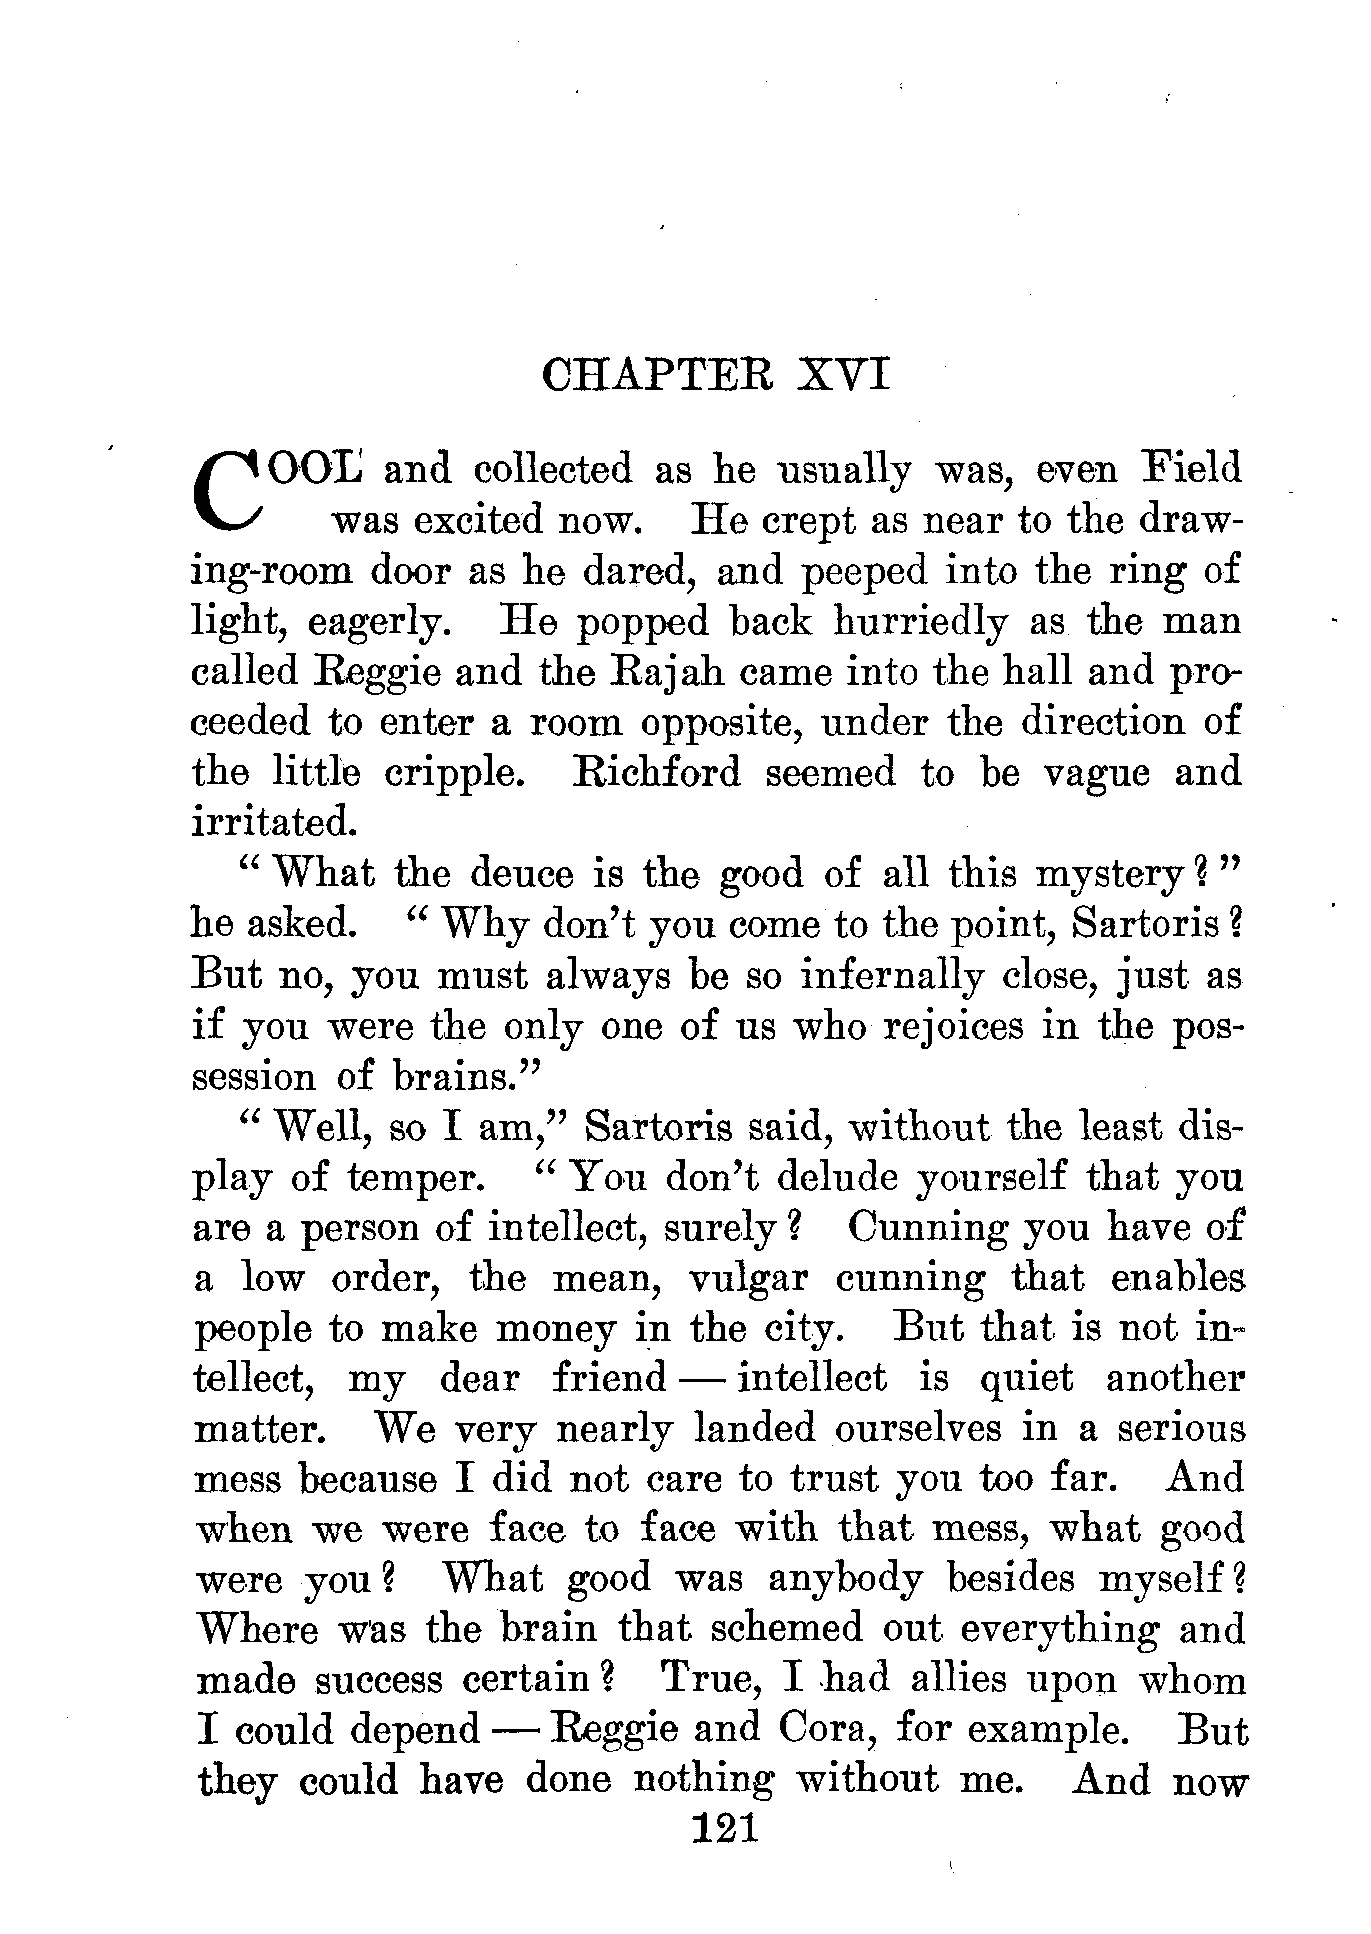 CHAPTER XVI
COOL and collected as he usually was, even Field
was excited now. He crept as near to the draw-
ing-room door as he dared, and peeped into the ring of
light, eagerly. He popped back hurriedly as the man
called Reggie and the Rajah came into the hall and pro-
ceeded to enter a room opposite, under the direction of
the little cripple. Richford seemed to be vague and
irritated.
“ What the deuce is the good of all this mystery ? ”
he asked. “ Why don’t you come to the point, Sartoris ?
But no, you must always be so infernally close, just as
if you were the only one of us who rejoices in the pos-
session of brains.”
“ Well, so I am,” Sartoris said, without the least dis-
play of temper. “ You don’t delude yourself that you
are a person of intellect, surely ? Cunning you have of
a low order, the mean, vulgar cunning that enables
people to make money in the city. But that is not in-
tellect, my dear friend — intellect is quiet another
matter. We very nearly landed ourselves in a serious
mess because I did not care to trust you too far. And
when we were face to face with that mess, what good
were you ? What good was anybody besides myself ?
Where was the brain that schemed out everything and
made success certain ? True, I had allies upon whom
I could depend — Reggie and Cora, for example. But
they could have done nothing without me. And now
121